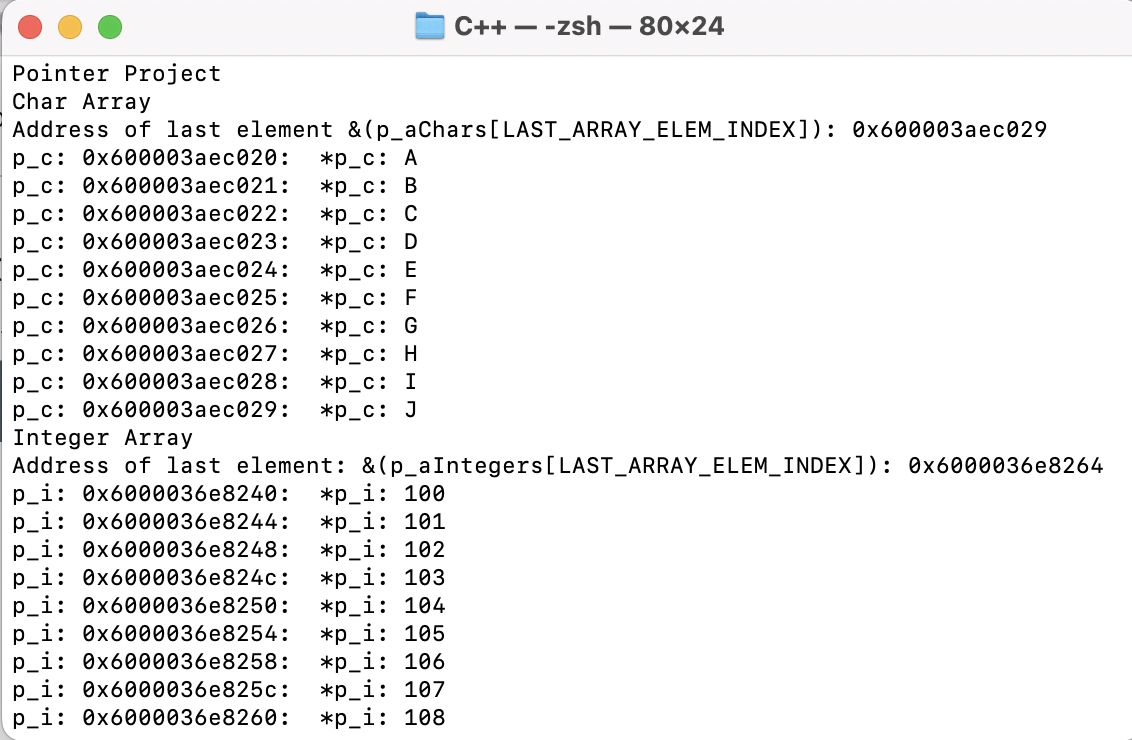 C++ — -zsh — 80×24
Pointer Project
Char Array
Address of last element &(p_aChars[LAST_ARRAY_ELEM_INDEX]): 0x600003aec029
p_c: 0x600003aec020:  *p_c: A
p_c: 0x600003aec021:  *p_c: B
p_c: 0x600003aec022:  *p_c: C
p_c: 0x600003aec023:  *p_c: D
p_c: 0x600003aec024:  *p_c: E
p_c: 0x600003aec025:  *p_c: F
p_c: 0x600003aec026:  *p_c: G
p_c: 0x600003aec027:  *p_c: H
p_c: 0x600003aec028:  *p_c: I
p_c: 0x600003aec029:  *p_c: J
Integer Array
Address of last element: &(p_aIntegers[LAST_ARRAY_ELEM_INDEX]): 0x6000036e8264
p_i: 0x6000036e8240:  *p_i: 100
p_i: 0x6000036e8244:  *p_i: 101
p_i: 0x6000036e8248:  *p_i: 102
p_i: 0x6000036e824c:  *p_i: 103
p_i: 0x6000036e8250:  *p_i: 104
p_i: 0x6000036e8254:  *p_i: 105
p_i: 0x6000036e8258:  *p_i: 106
p_i: 0x6000036e825c:  *p_i: 107
p_i: 0x6000036e8260:  *p_i: 108